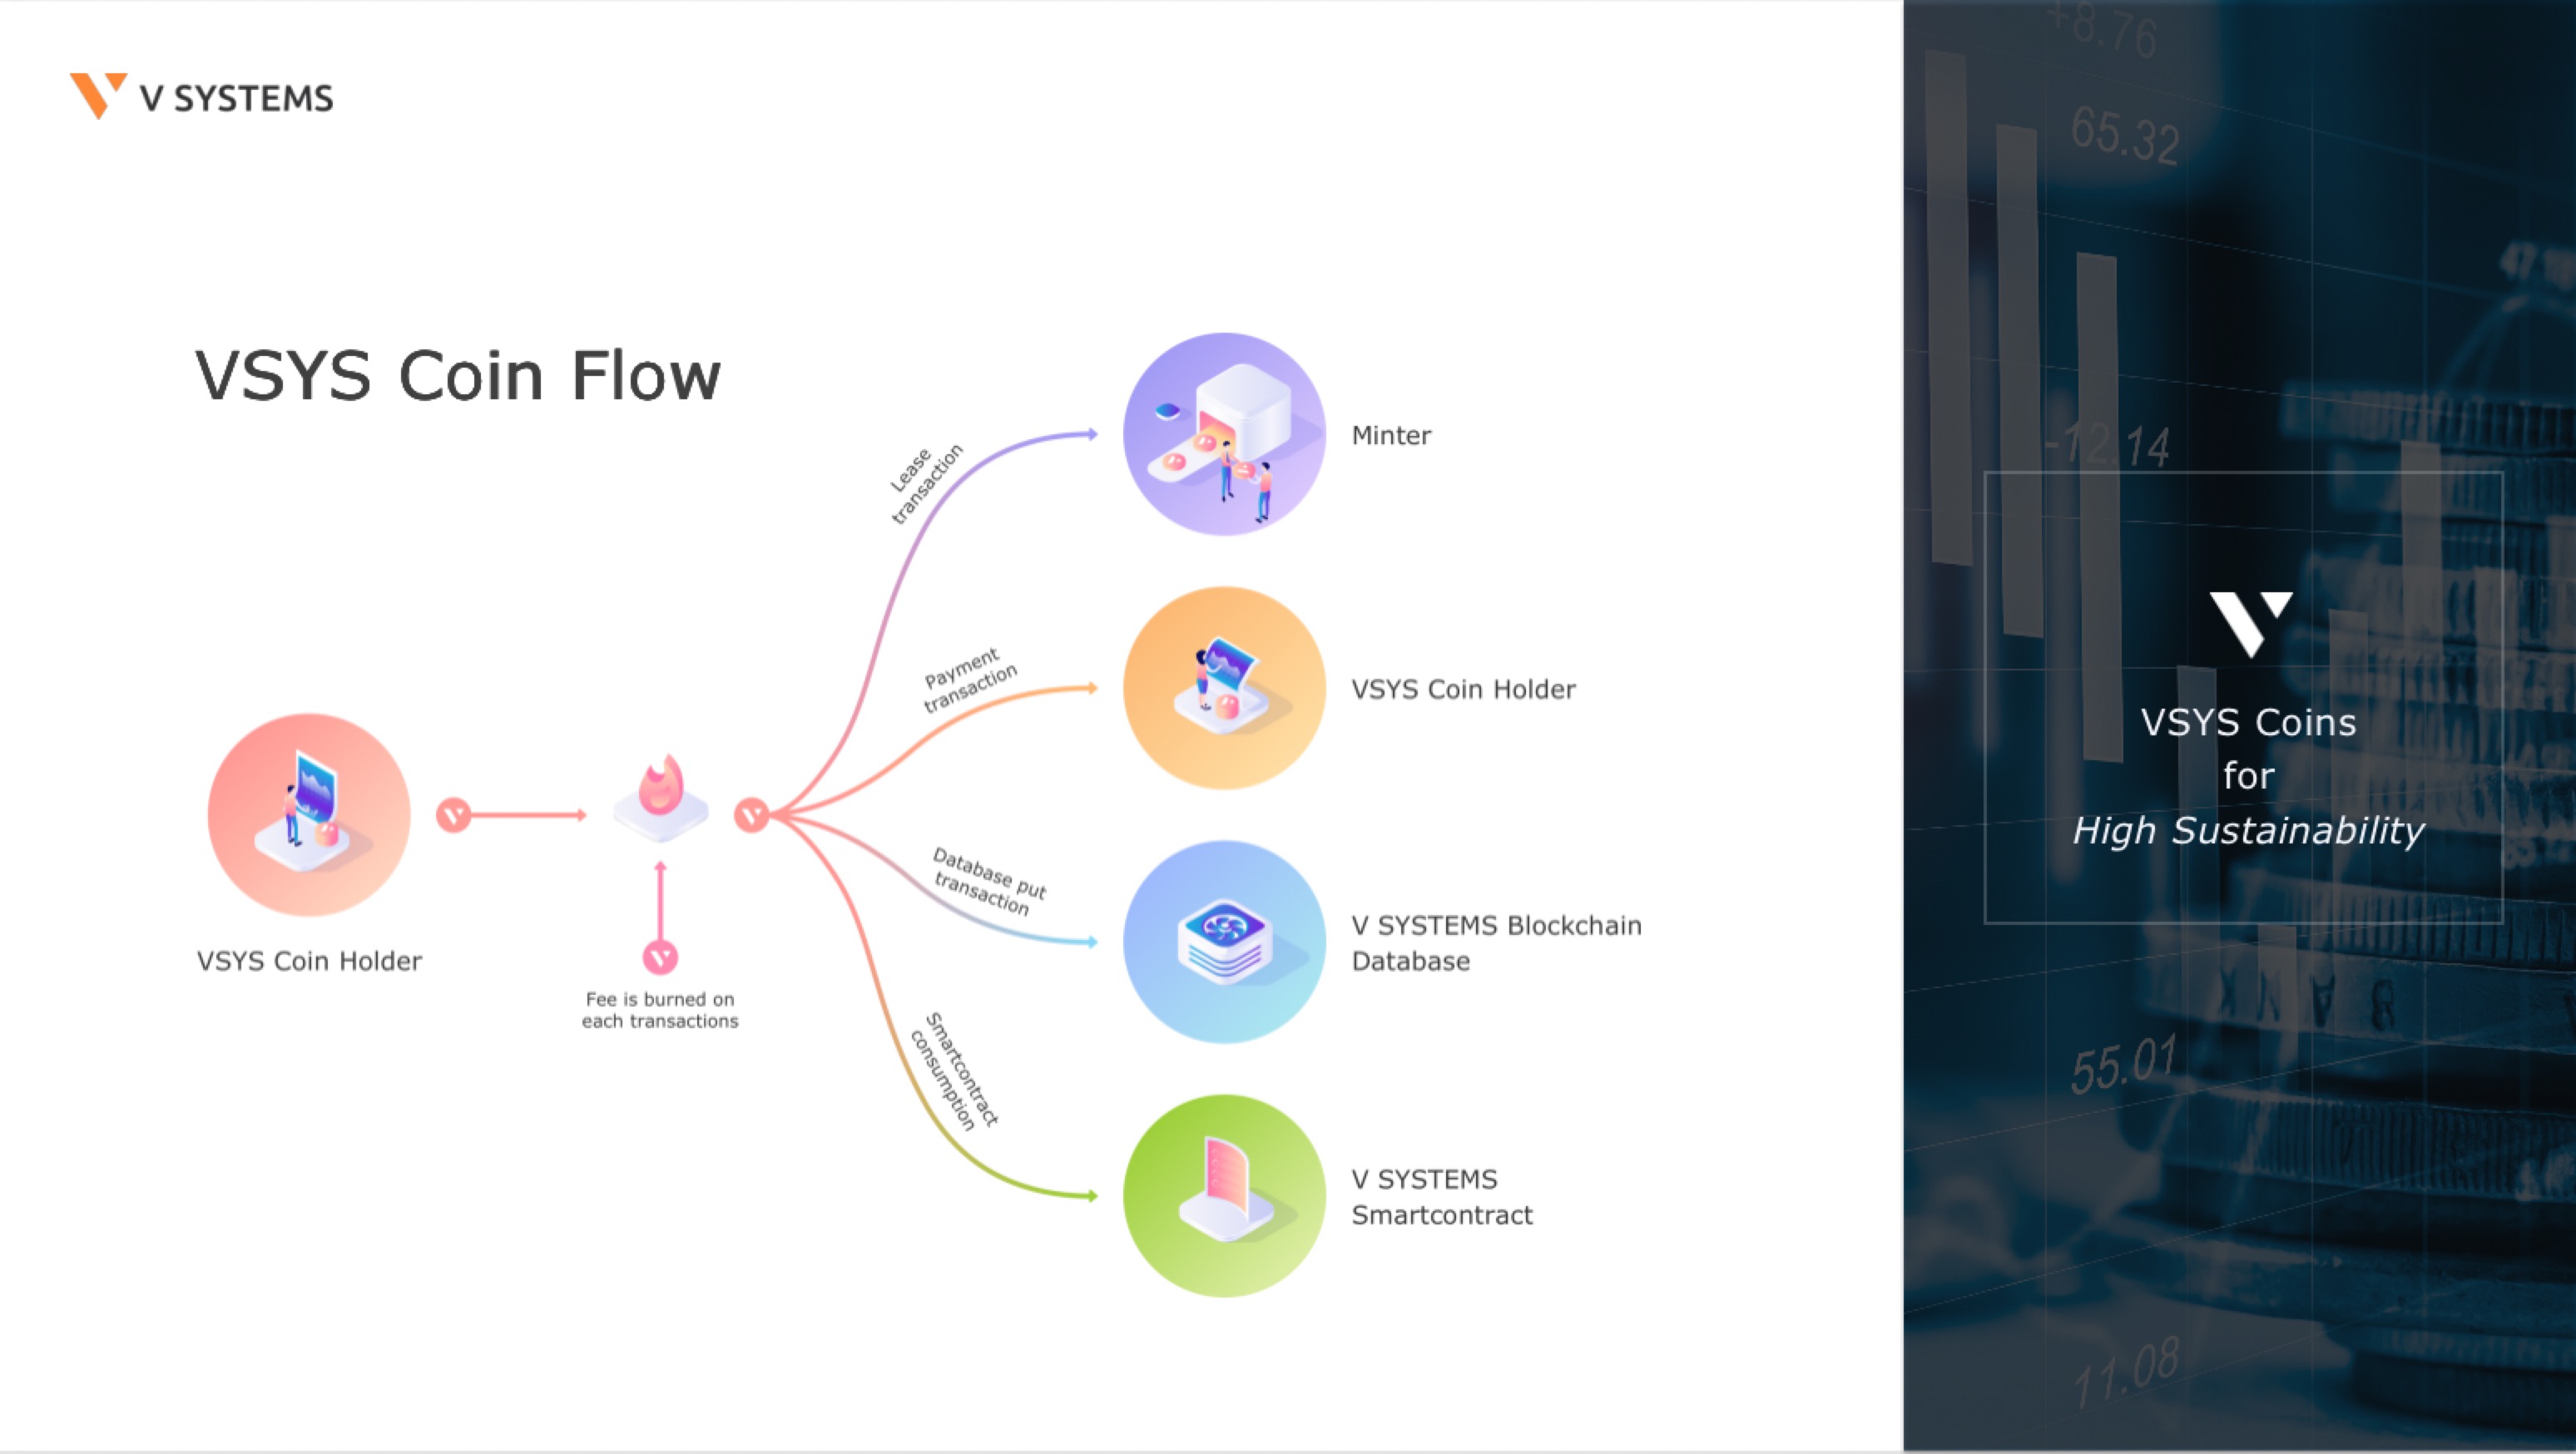 V SYSTEMS
VSYS Coin Flow
Lease
transaction
Minter
Payment
transaction
VSYS Coin Holder
VSYS Coin Holder
Fee is burned on
each transactions
Database put
transaction
V SYSTEMS Blockchain
Database
Smartcontract
consumption
V SYSTEMS
Smartcontract
+8.76
65.32
-12.14
VSYS Coins
for
High Sustainability
55.01
11.08